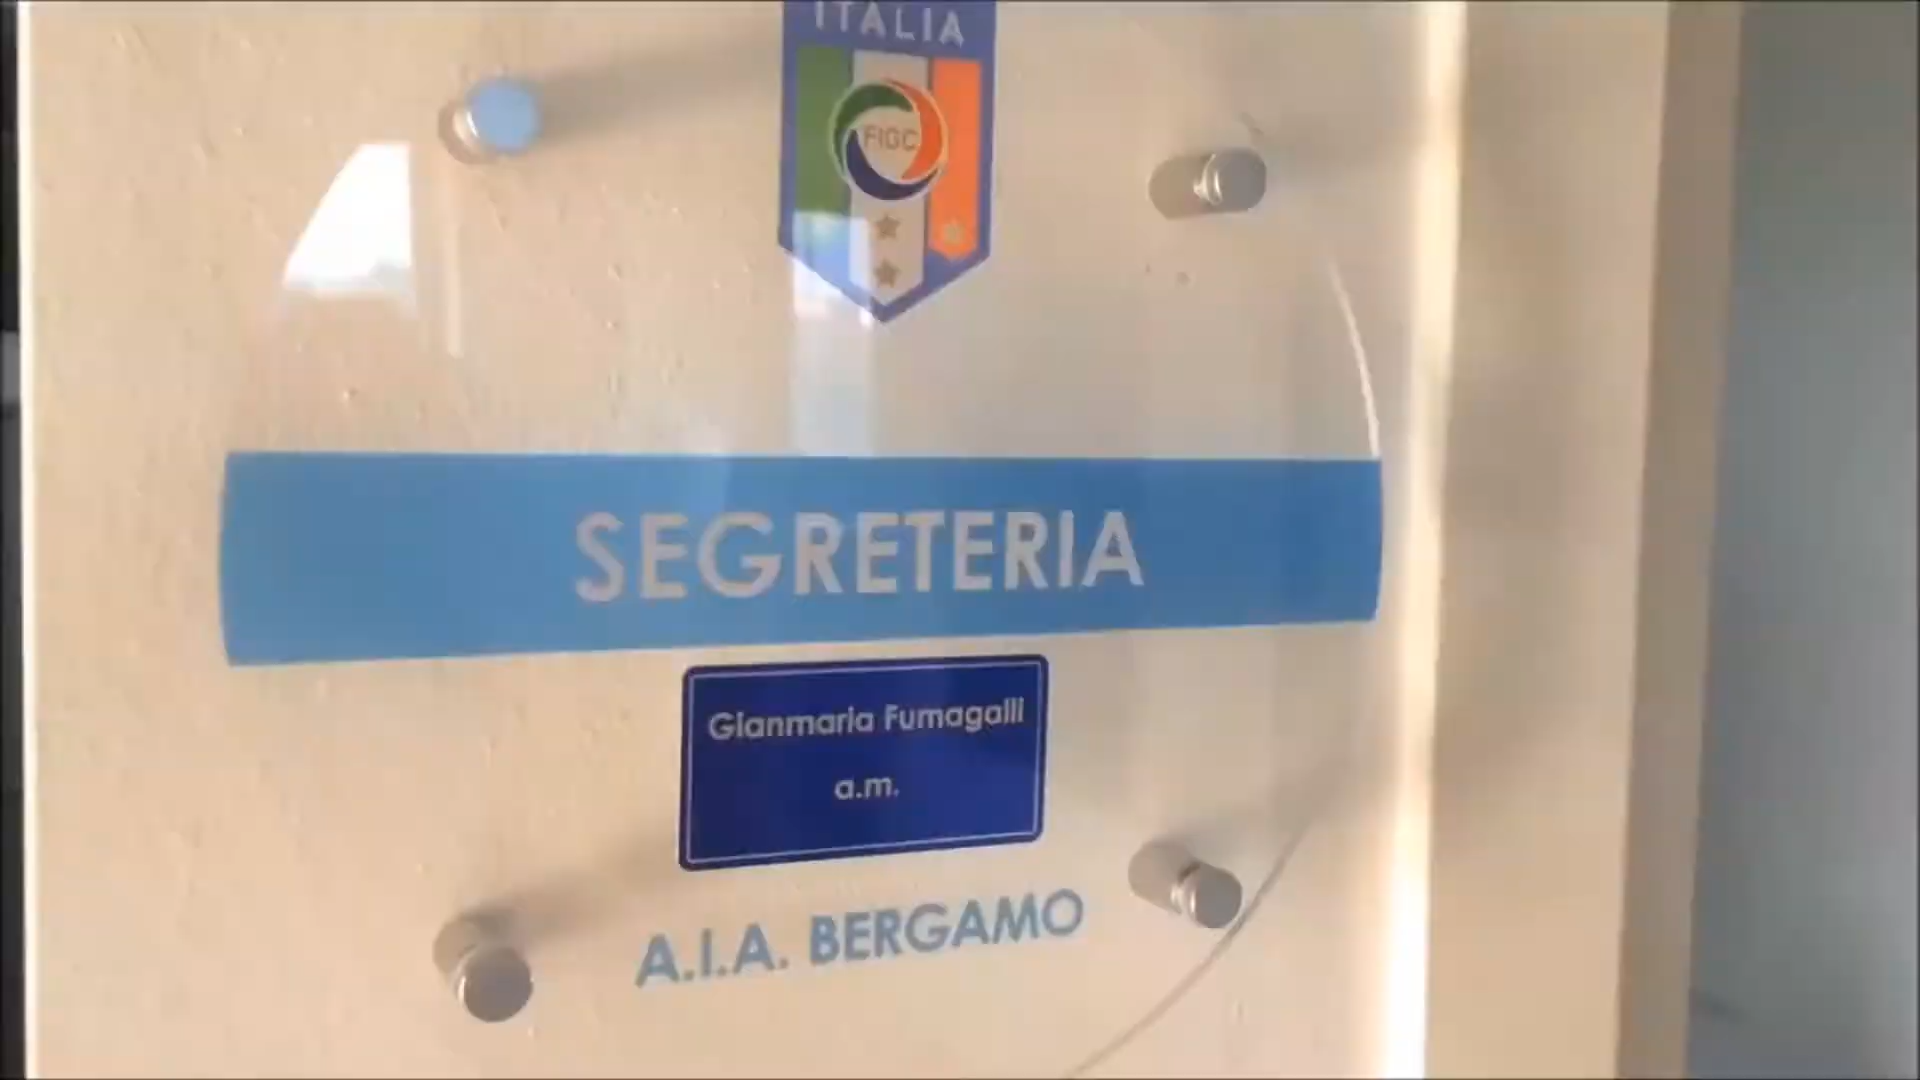 ITALIA
FIGC
SEGRETERIA
Gianmaria Fumagalli
a.m.
A.I.A. BERGAMO